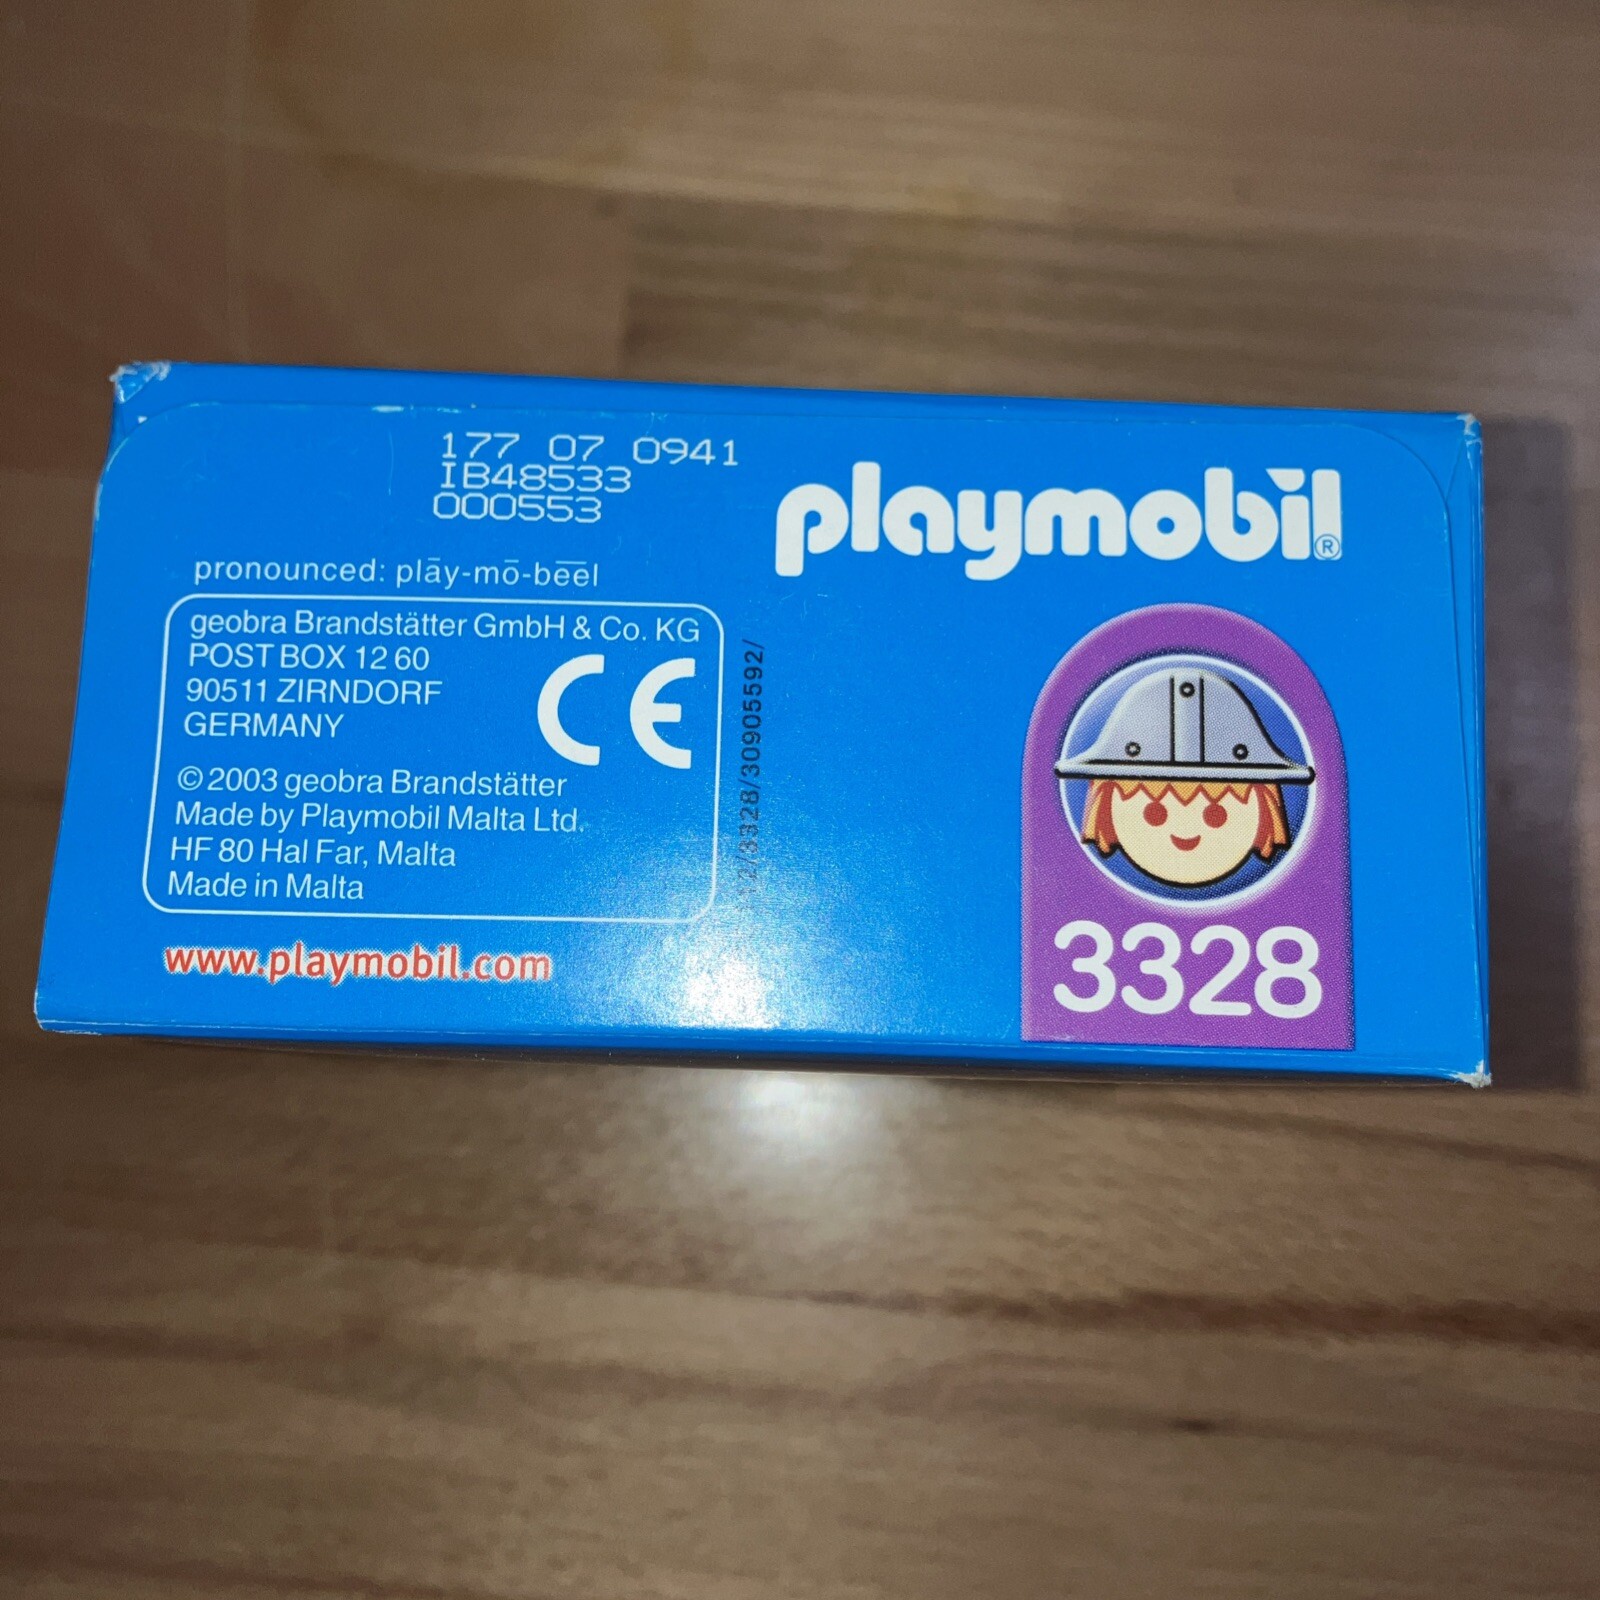 177 07 0941
IB48533
000553
playmobil®
pronounced: plāy-mō-bēēl
geobra Brandstätter GmbH & Co. KG
POST BOX 12 60
90511 ZIRNDORF
GERMANY
CE
© 2003 geobra Brandstätter
Made by Playmobil Malta Ltd.
HF 80 Hal Far, Malta
Made in Malta
12/3328/30905592/
www.playmobil.com
3328